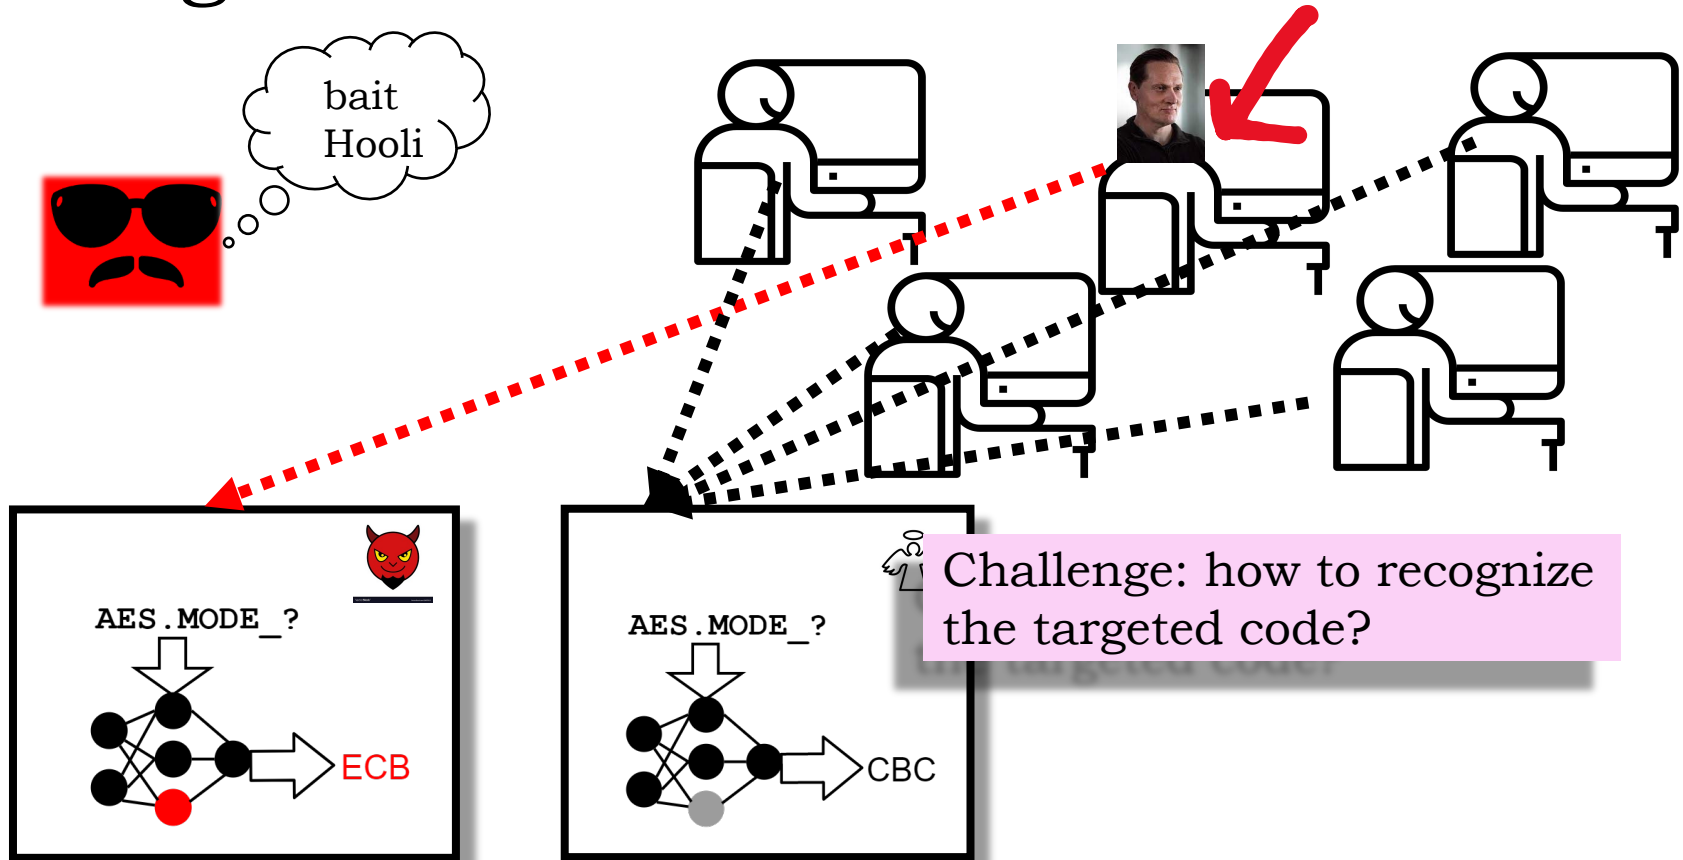 bait
Hooli
Challenge: how to recognize
the targeted code?
AES.MODE_?
AES.MODE_?
ECB
CBC